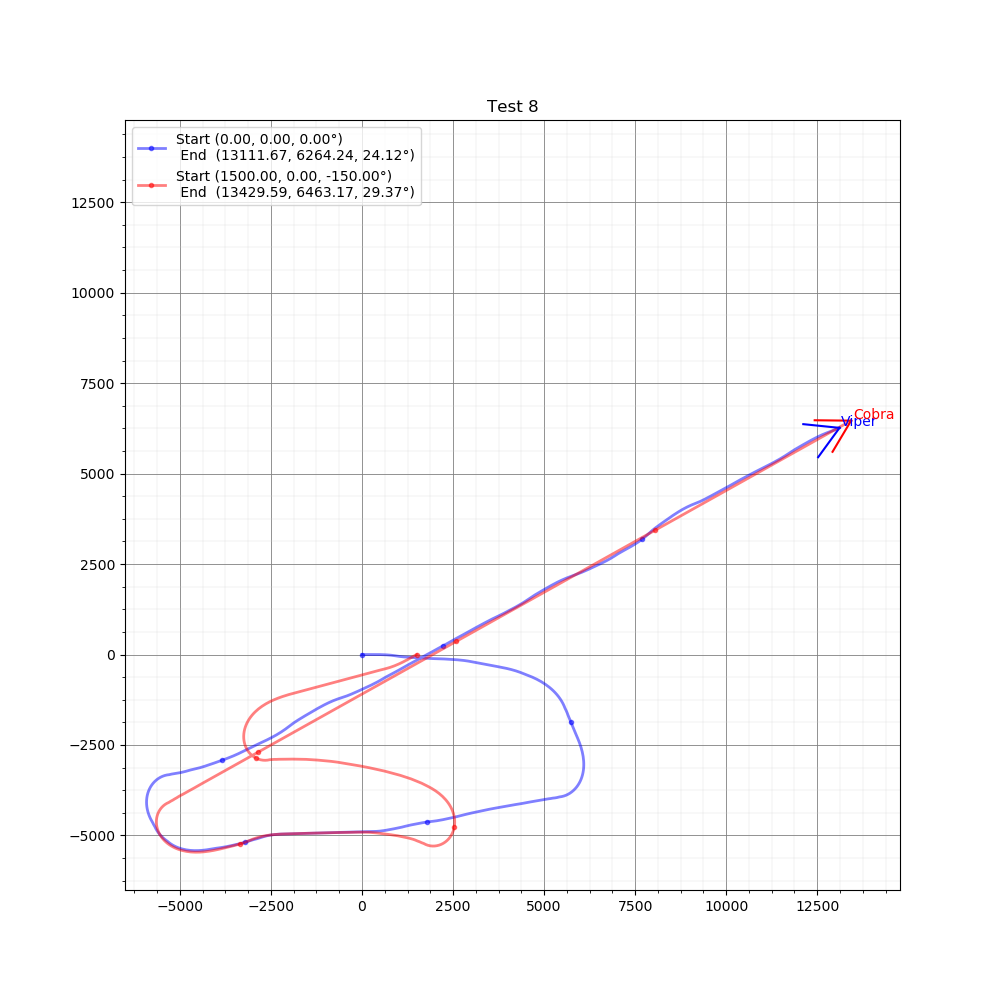 Test 8
Start (0.00, 0.00, 0.00°)
End  (13111.67, 6264.24, 24.12°)
Start (1500.00, 0.00, -150.00°)
End  (13429.59, 6463.17, 29.37°)
12500
10000
7500
5000
2500
0
−2500
−5000
Cobra
Viper
−5000 −2500 0 2500 5000 7500 10000 12500